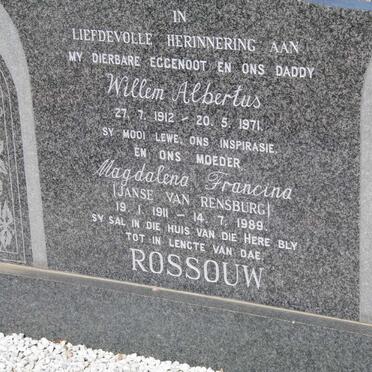 IN
LIEFDEVOLLE HERINNERING AAN
MY DIERBARE EGGENOOT EN ONS DADDY
Willem Albertus
27. 7. 1912 - 20. 5. 1971.
SY MOOI LEWE, ONS INSPIRASIE.
EN ONS MOEDER.
Magdalena Francina
[JANSE VAN RENSBURG]
19. 1. 1911 - 14. 7. 1989.
SY SAL IN DIE HUIS VAN DIE HERE BLY
TOT IN LENGTE VAN DAE.
ROSSOUW